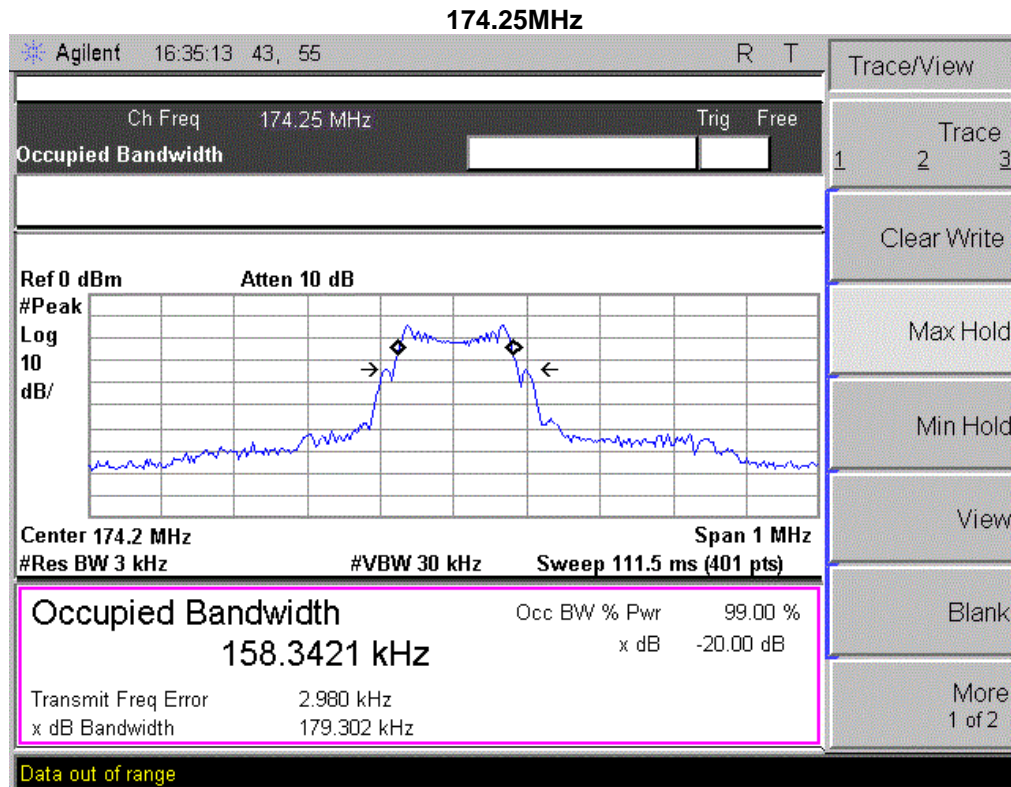 174.25MHz
Agilent 16:35:13 43, 55 R T
Trace/View
Ch Freq 174.25 MHz Trig Free
Occupied Bandwidth
Trace
1 2 3
Clear Write
Max Hold
Min Hold
View
Blank
More
1 of 2
Ref 0 dBm Atten 10 dB
#Peak
Log
10
dB/
Center 174.2 MHz Span 1 MHz
#Res BW 3 kHz #VBW 30 kHz Sweep 111.5 ms (401 pts)
Occupied Bandwidth
158.3421 kHz
Occ BW % Pwr 99.00 %
x dB -20.00 dB
Transmit Freq Error 2.980 kHz
x dB Bandwidth 179.302 kHz
Data out of range